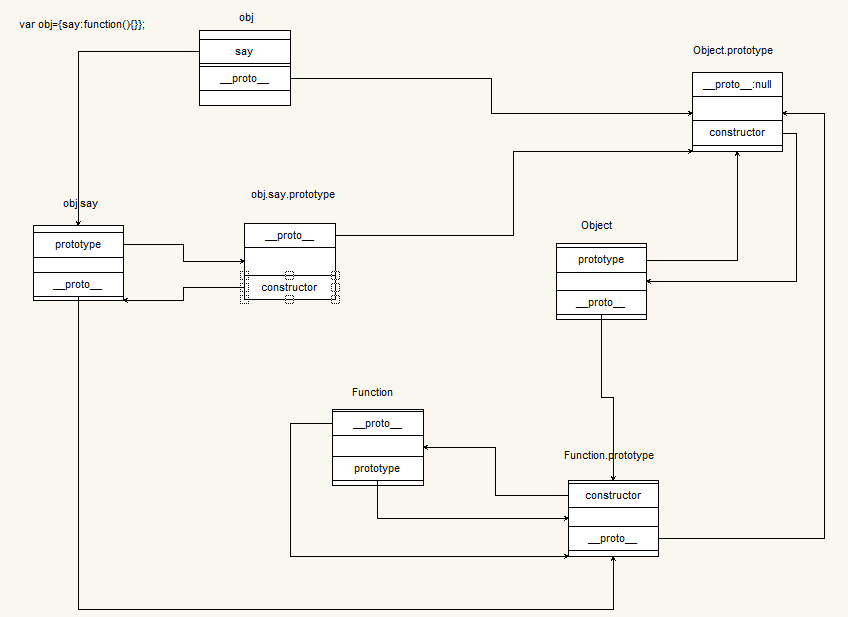 obj
var obj={say:function(){}};
say
Object.prototype
__proto__
__proto__:null
constructor
obj.say
obj.say.prototype
Object
prototype
__proto__
prototype
__proto__
constructor
__proto__
Function
__proto__
Function.prototype
prototype
constructor
__proto__